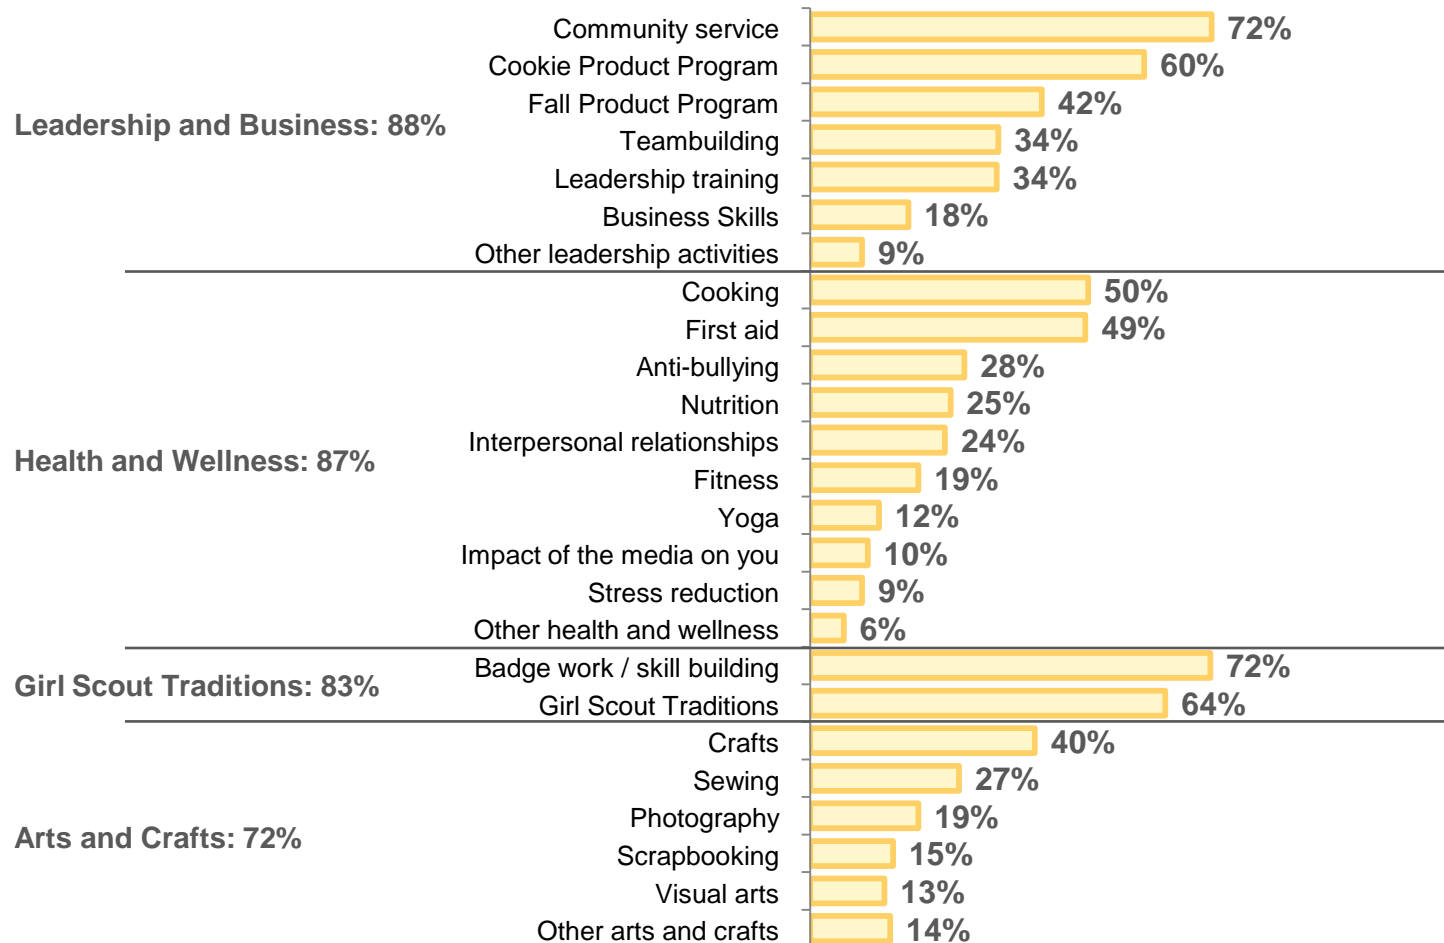 Leadership and Business: 88%
Community service 72%
Cookie Product Program 60%
Fall Product Program 42%
Teambuilding 34%
Leadership training 34%
Business Skills 18%
Other leadership activities 9%
Health and Wellness: 87%
Cooking 50%
First aid 49%
Anti-bullying 28%
Nutrition 25%
Interpersonal relationships 24%
Fitness 19%
Yoga 12%
Impact of the media on you 10%
Stress reduction 9%
Other health and wellness 6%
Girl Scout Traditions: 83%
Badge work / skill building 72%
Girl Scout Traditions 64%
Arts and Crafts: 72%
Crafts 40%
Sewing 27%
Photography 19%
Scrapbooking 15%
Visual arts 13%
Other arts and crafts 14%